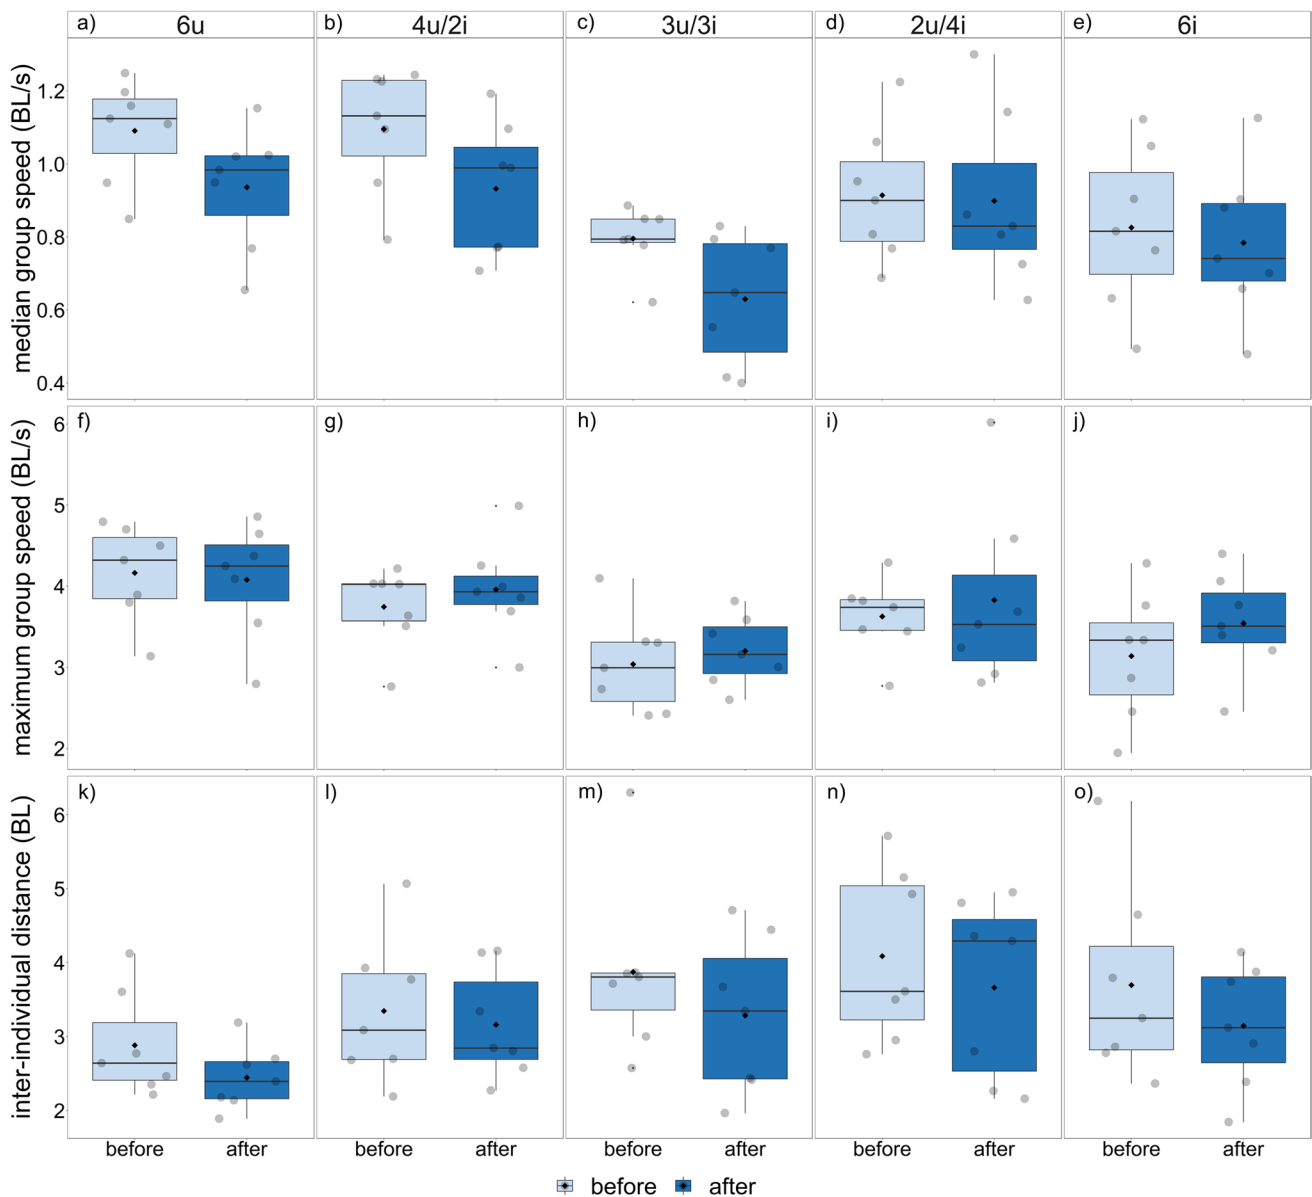 a) 6u b) 4u/2i c) 3u/3i d) 2u/4i e) 6i
median group speed (BL/s)
1.2
1.0
0.8
0.6
0.4
f) g) h) i) j)
maximum group speed (BL/s)
6
5
4
3
2
k) l) m) n) o)
inter-individual distance (BL)
6
5
4
3
2
before after before after before after before after before after
before after